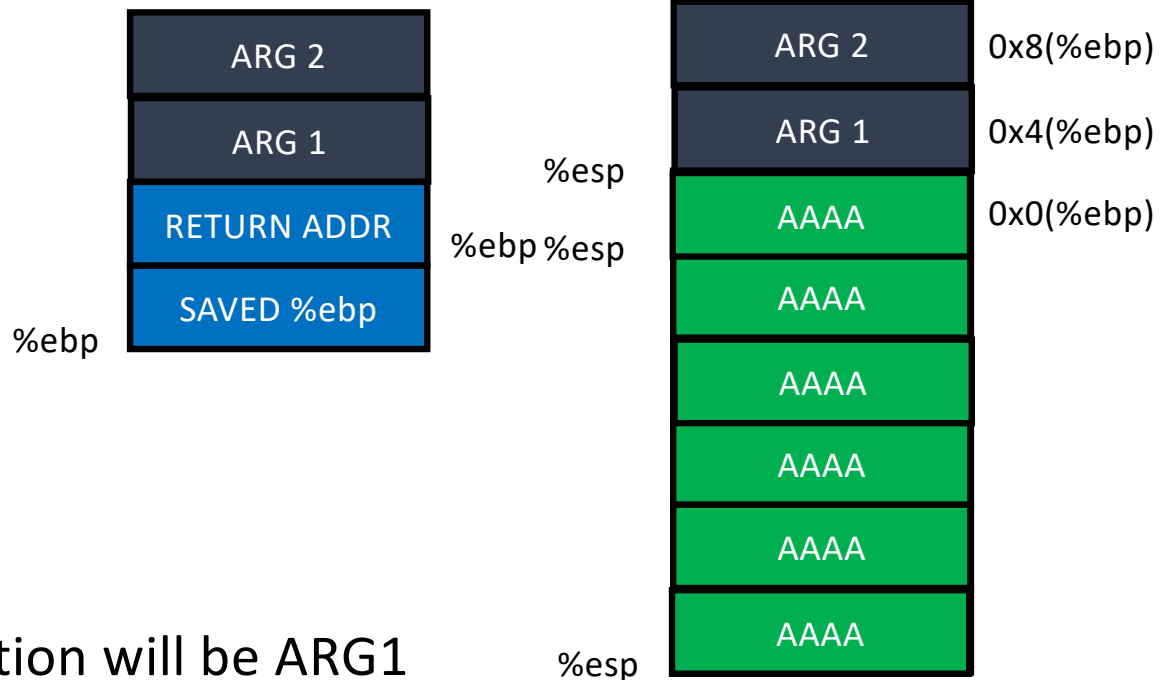 ARG 2
ARG 1
RETURN ADDR
SAVED %ebp
%ebp
%ebp
%esp
%esp
ARG 2
0x8(%ebp)
ARG 1
0x4(%ebp)
AAAA
0x0(%ebp)
AAAA
AAAA
AAAA
AAAA
AAAA
%esp
tion will be ARG1